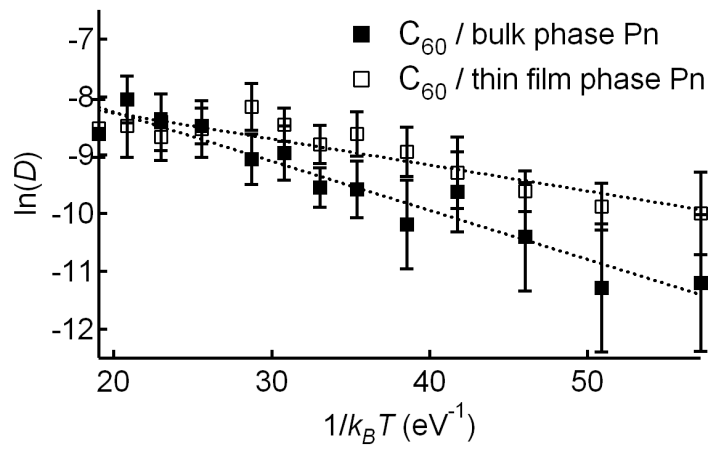 C₆₀ / bulk phase Pn
C₆₀ / thin film phase Pn
ln(D)
-7
-8
-9
-10
-11
-12
20 30 40 50
1/k_BT (eV⁻¹)